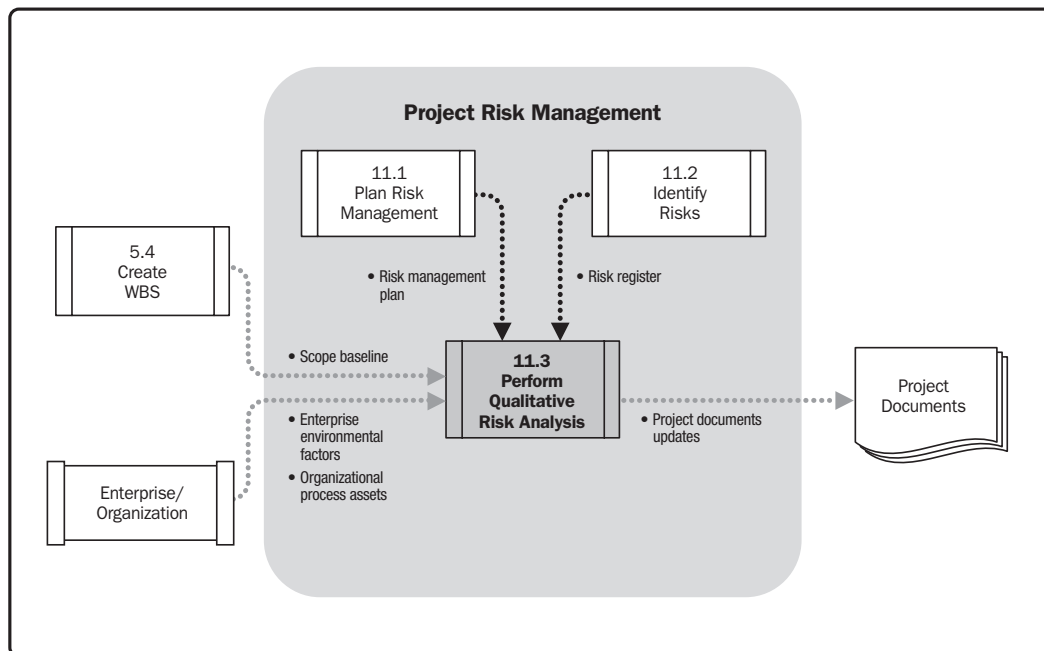 Project Risk Management
11.1
Plan Risk
Management
11.2
Identify
Risks
5.4
Create
WBS
• Risk management
plan
• Risk register
• Scope baseline
11.3
Perform
Qualitative
Risk Analysis
Project
Documents
• Enterprise
environmental
factors
• Organizational
process assets
• Project documents
updates
Enterprise/
Organization